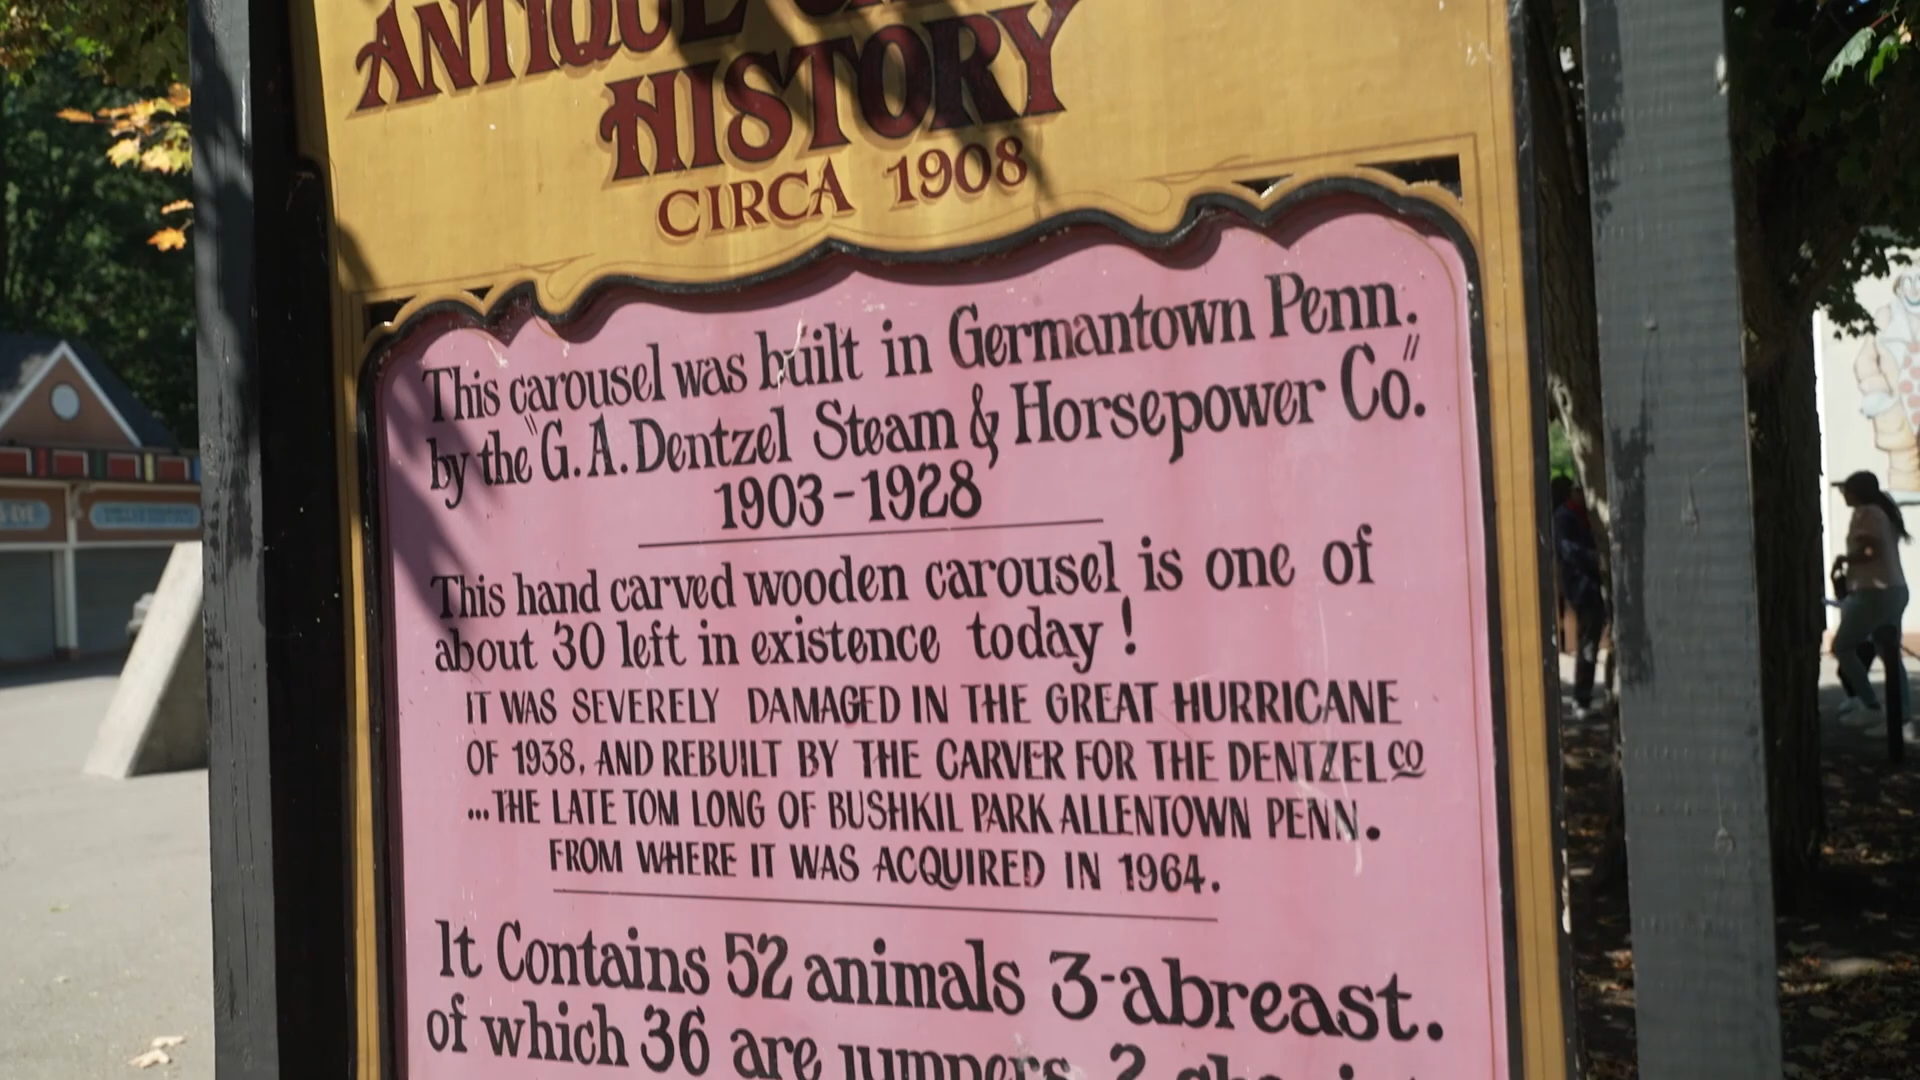 ANTIQUE
HISTORY
CIRCA 1908
This carousel was built in Germantown Penn.
by the "G. A. Dentzel Steam & Horsepower Co."
1903-1928
This hand carved wooden carousel is one of
about 30 left in existence today!
IT WAS SEVERELY DAMAGED IN THE GREAT HURRICANE
OF 1938, AND REBUILT BY THE CARVER FOR THE DENTZEL CO
...THE LATE TOM LONG OF BUSHKIL PARK ALLENTOWN PENN.
FROM WHERE IT WAS ACQUIRED IN 1964.
It Contains 52 animals 3-abreast.
of which 36 are jumpers, 2